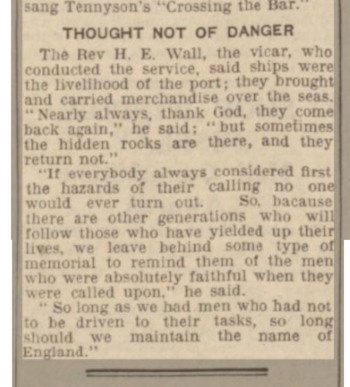 sang Tennyson's "Crossing the Bar."
THOUGHT NOT OF DANGER
The Rev H. E. Wall, the vicar, who
conducted the service, said ships were
the livelihood of the port; they brought
and carried merchandise over the seas.
"Nearly always, thank God, they come
back again," he said; "but sometimes
the hidden rocks are there, and they
return not."
"If everybody always considered first
the hazards of their calling no one
would ever turn out. So, bacause
there are other generations who will
follow those who have yielded up their
lives, we leave behind some type of
memorial to remind them of the men
who were absolutely faithful when they
were called upon," he said.
"So long as we had men who had not
to be driven to their tasks, so long
should we maintain the name of
England."